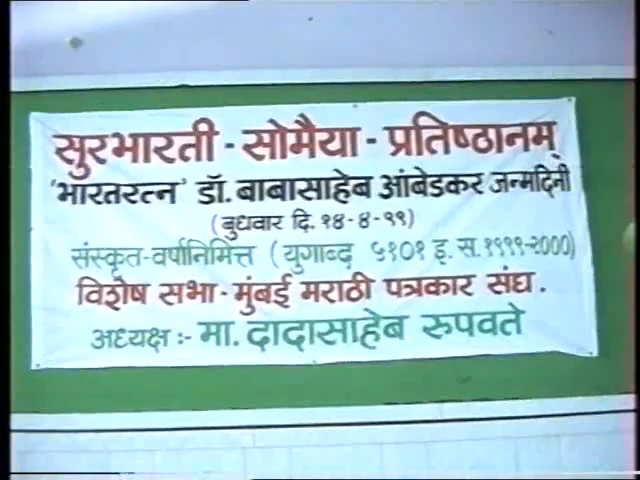 सुरभारती - सोमैया - प्रतिष्ठानम्
'भारतरत्न' डॉ. बाबासाहेब आंबेडकर जन्मदिनी
(बुधवार दि. १४-४-९९)
संस्कृत-वर्षानिमित्त (युगाब्द ५१०१ इ. स. १९९९-2000)
विशेष सभा - मुंबई मराठी पत्रकार संघ.
अध्यक्ष :- मा. दादासाहेब रुपवते